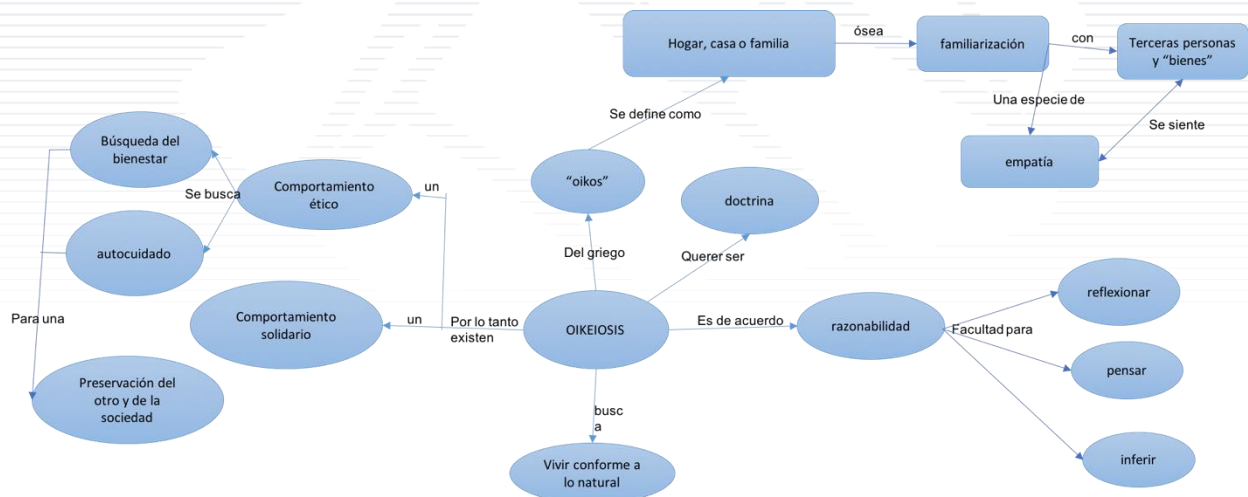 Hogar, casa o familia
ósea
familiarización
con
Terceras personas
y “bienes”
Una especie de
Se define como
Se siente
empatía
Búsqueda del
bienestar
Se busca
Comportamiento
ético
un
“oikos”
doctrina
autocuidado
Del griego
Querer ser
Para una
Comportamiento
solidario
un
Por lo tanto
existen
OIKEIOSIS
Es de acuerdo
razonabilidad
Facultad para
reflexionar
pensar
inferir
Preservación del
otro y de la
sociedad
busc
a
Vivir conforme a
lo natural